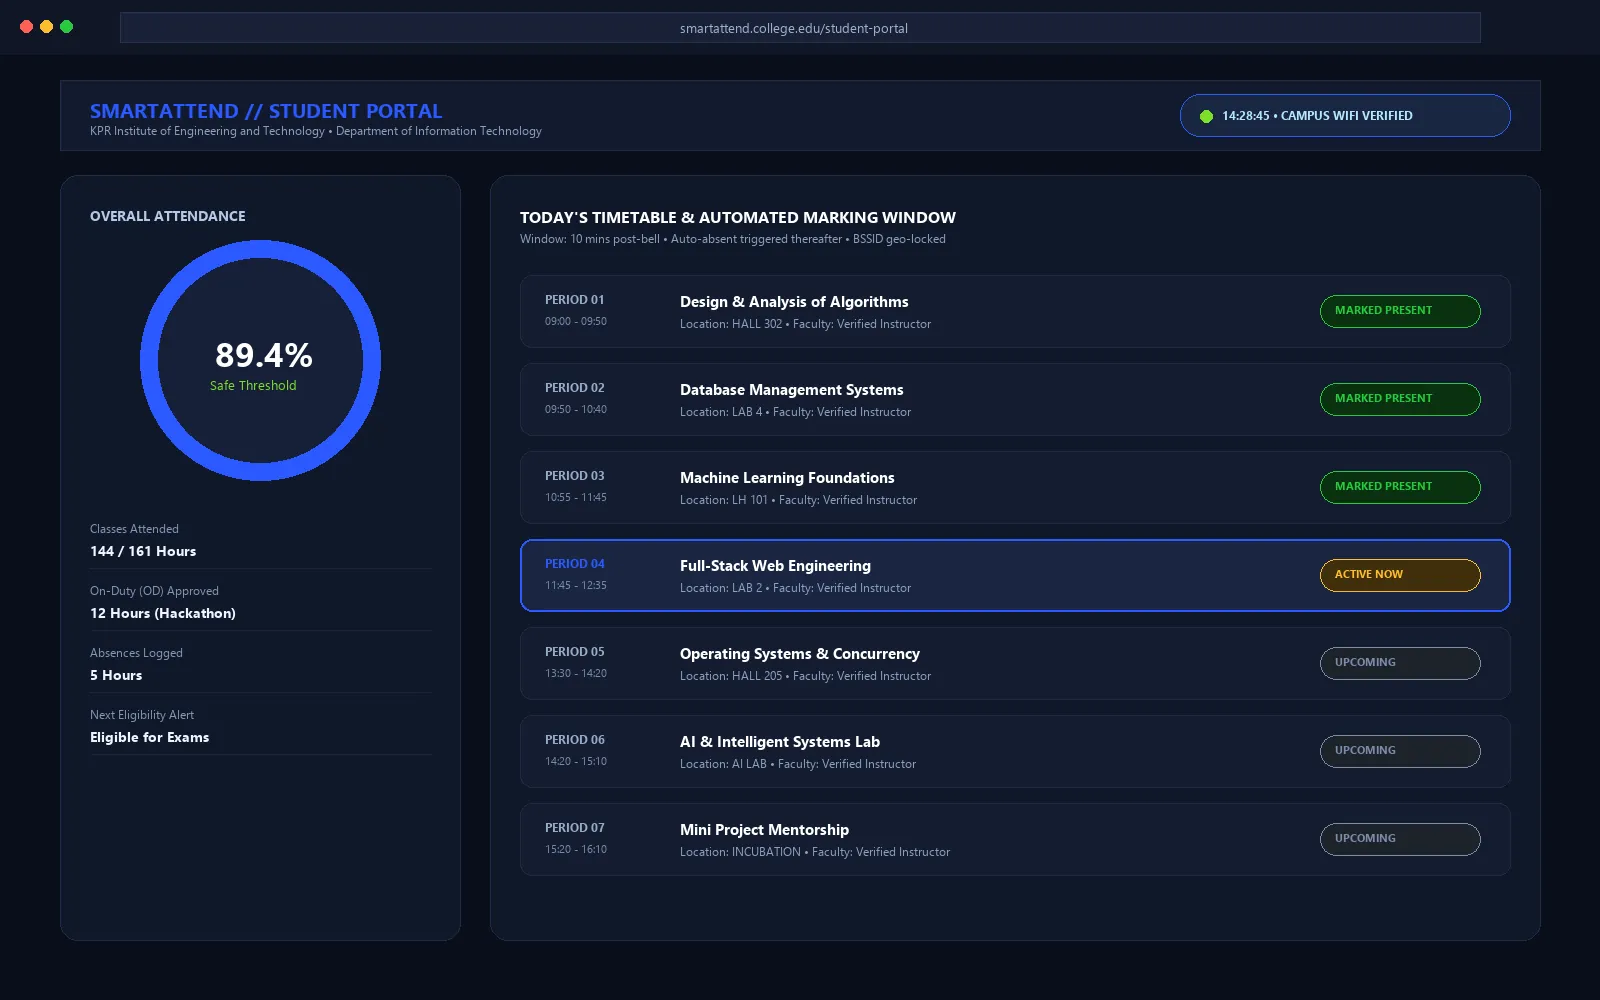 smartattend.college.edu/student-portal
SMARTATTEND // STUDENT PORTAL
KPR Institute of Engineering and Technology • Department of Information Technology
14:28:45 • CAMPUS WIFI VERIFIED
OVERALL ATTENDANCE
89.4%
Safe Threshold
Classes Attended
144 / 161 Hours
On-Duty (OD) Approved
12 Hours (Hackathon)
Absences Logged
5 Hours
Next Eligibility Alert
Eligible for Exams
TODAY'S TIMETABLE & AUTOMATED MARKING WINDOW
Window: 10 mins post-bell • Auto-absent triggered thereafter • BSSID geo-locked
PERIOD 01
09:00 - 09:50
Design & Analysis of Algorithms
Location: HALL 302 • Faculty: Verified Instructor
MARKED PRESENT
PERIOD 02
09:50 - 10:40
Database Management Systems
Location: LAB 4 • Faculty: Verified Instructor
MARKED PRESENT
PERIOD 03
10:55 - 11:45
Machine Learning Foundations
Location: LH 101 • Faculty: Verified Instructor
MARKED PRESENT
PERIOD 04
11:45 - 12:35
Full-Stack Web Engineering
Location: LAB 2 • Faculty: Verified Instructor
ACTIVE NOW
PERIOD 05
13:30 - 14:20
Operating Systems & Concurrency
Location: HALL 205 • Faculty: Verified Instructor
UPCOMING
PERIOD 06
14:20 - 15:10
AI & Intelligent Systems Lab
Location: AI LAB • Faculty: Verified Instructor
UPCOMING
PERIOD 07
15:20 - 16:10
Mini Project Mentorship
Location: INCUBATION • Faculty: Verified Instructor
UPCOMING